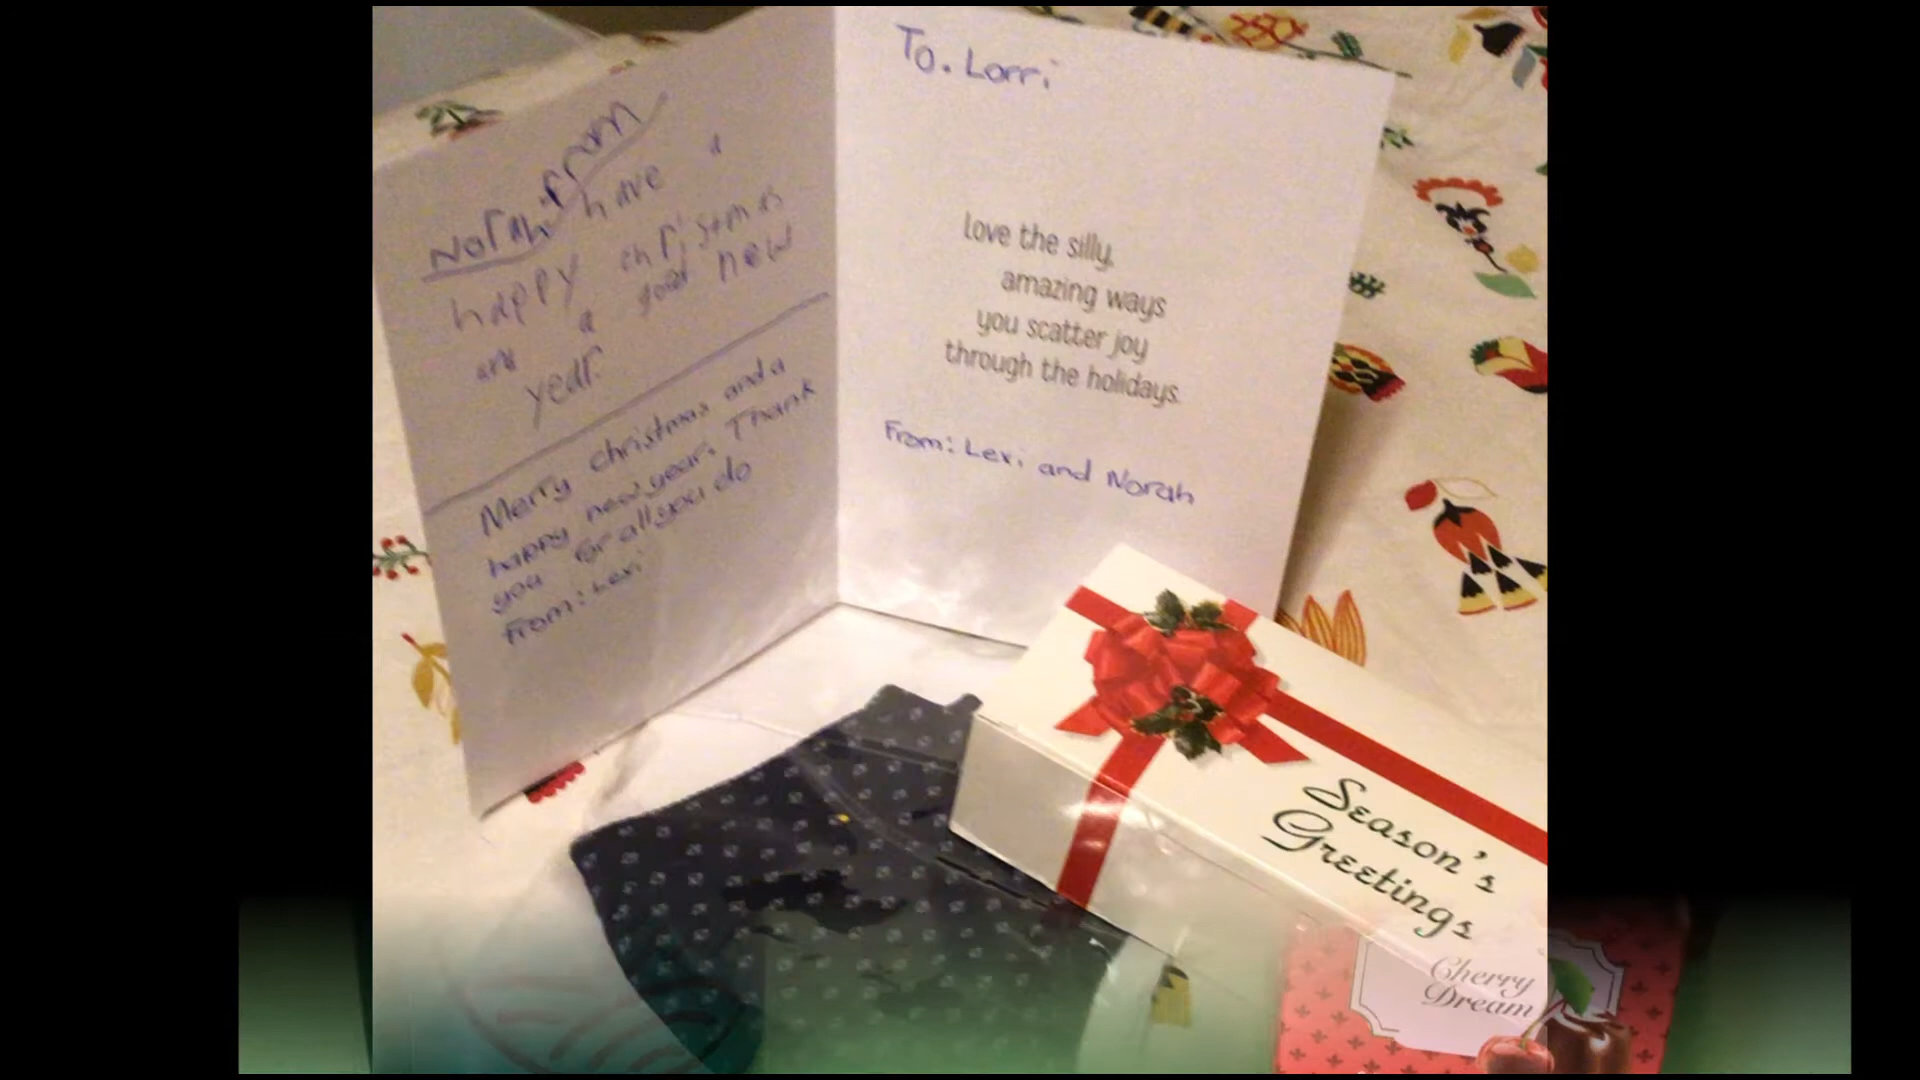 Norah from
have a
happy chrisemas
and a good new
year.
Merry christmas and a
happy new year. Thank
you for all you do
From: Lexi
To. Lorri
Love the silly,
amazing ways
you scatter joy
through the holidays.
From: Lexi and Norah
Season's
Greetings
Cherry
Dream